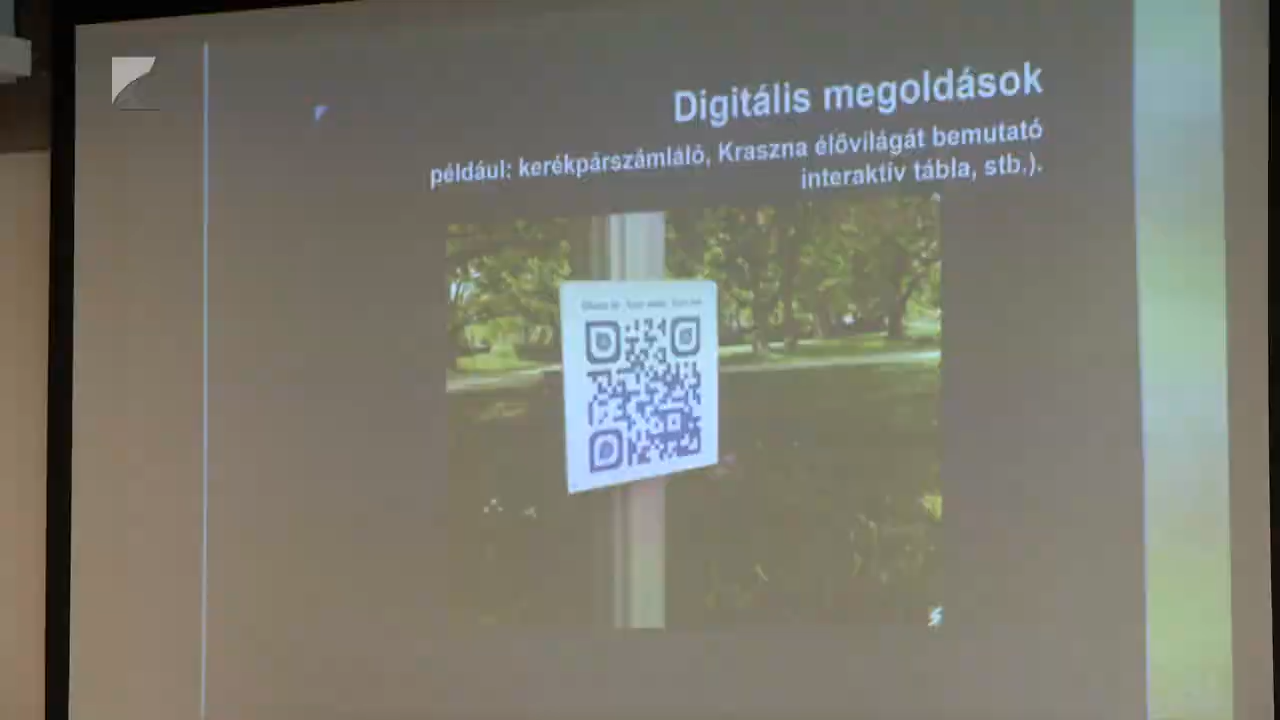 Digitális megoldások
például: kerékpárszámláló, Kraszna élővilágát bemutató
interaktív tábla, stb.).